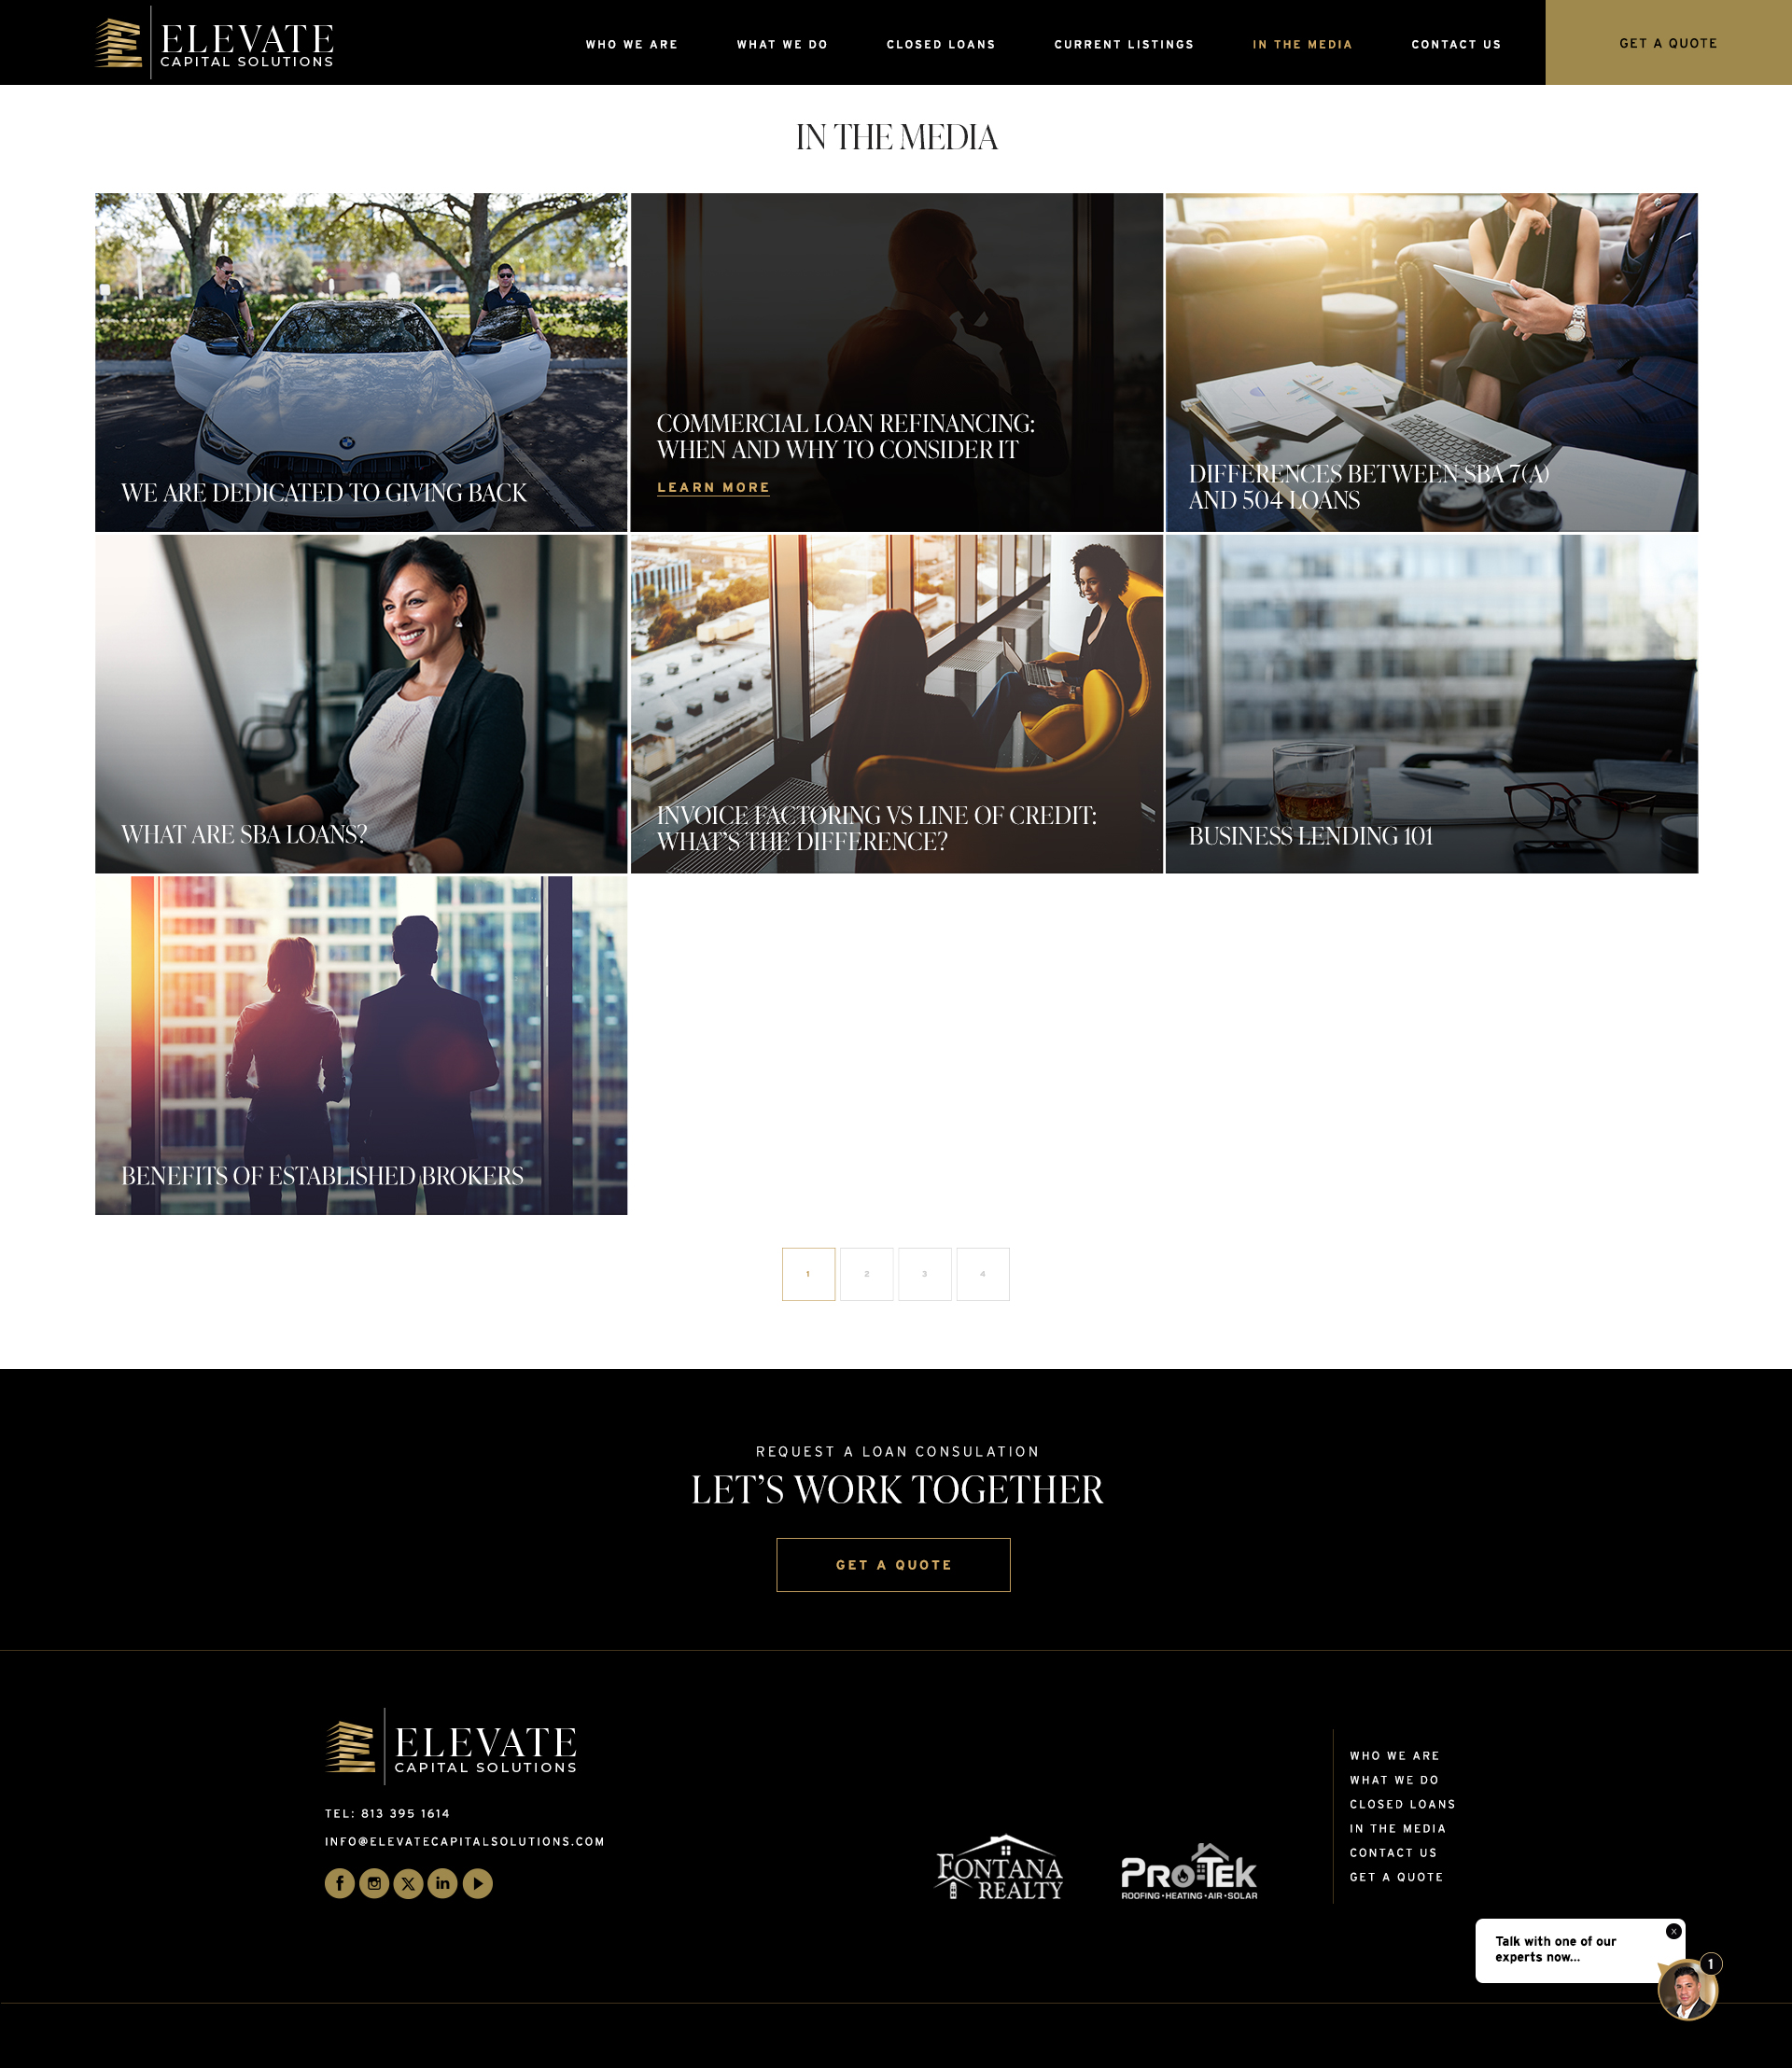 ELEVATE
CAPITAL SOLUTIONS
WHO WE ARE
WHAT WE DO
CLOSED LOANS
CURRENT LISTINGS
IN THE MEDIA
CONTACT US
GET A QUOTE
IN THE MEDIA
WE ARE DEDICATED TO GIVING BACK
COMMERCIAL LOAN REFINANCING:
WHEN AND WHY TO CONSIDER IT
LEARN MORE
DIFFERENCES BETWEEN SBA 7(A)
AND 504 LOANS
WHAT ARE SBA LOANS?
INVOICE FACTORING VS LINE OF CREDIT:
WHAT’S THE DIFFERENCE?
BUSINESS LENDING 101
BENEFITS OF ESTABLISHED BROKERS
1
2
3
4
REQUEST A LOAN CONSULATION
LET’S WORK TOGETHER
GET A QUOTE
ELEVATE
CAPITAL SOLUTIONS
TEL: 813 395 1614
INFO@ELEVATECAPITALSOLUTIONS.COM
FONTANA
REALTY
PROTEK
ROOFING • HEATING • AIR • SOLAR
WHO WE ARE
WHAT WE DO
CLOSED LOANS
IN THE MEDIA
CONTACT US
GET A QUOTE
Talk with one of our
experts now...
X
1